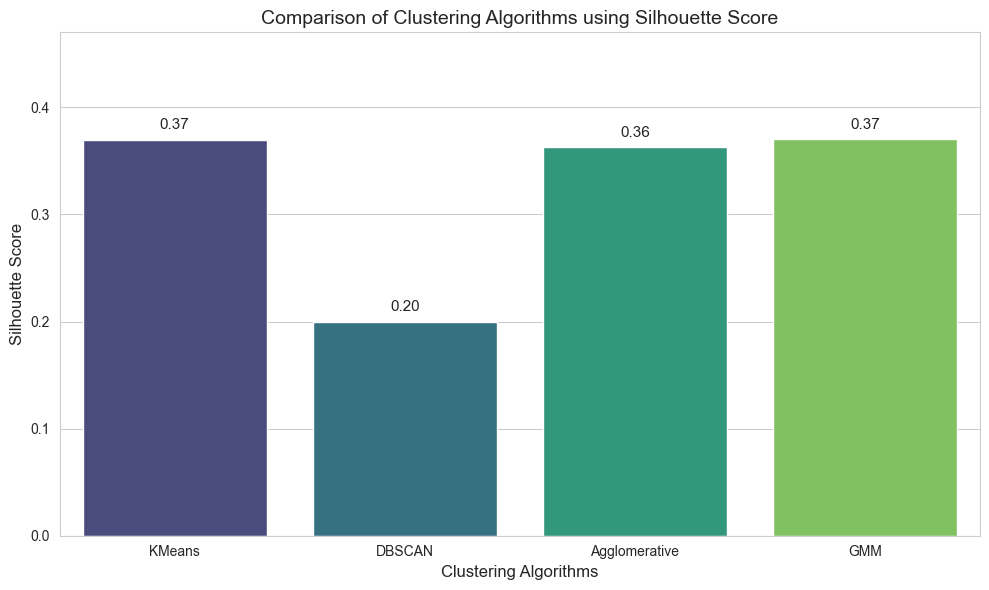 Comparison of Clustering Algorithms using Silhouette Score
Silhouette Score
0.4
0.3
0.2
0.1
0.0
0.37
0.20
0.36
0.37
KMeans
DBSCAN
Agglomerative
GMM
Clustering Algorithms